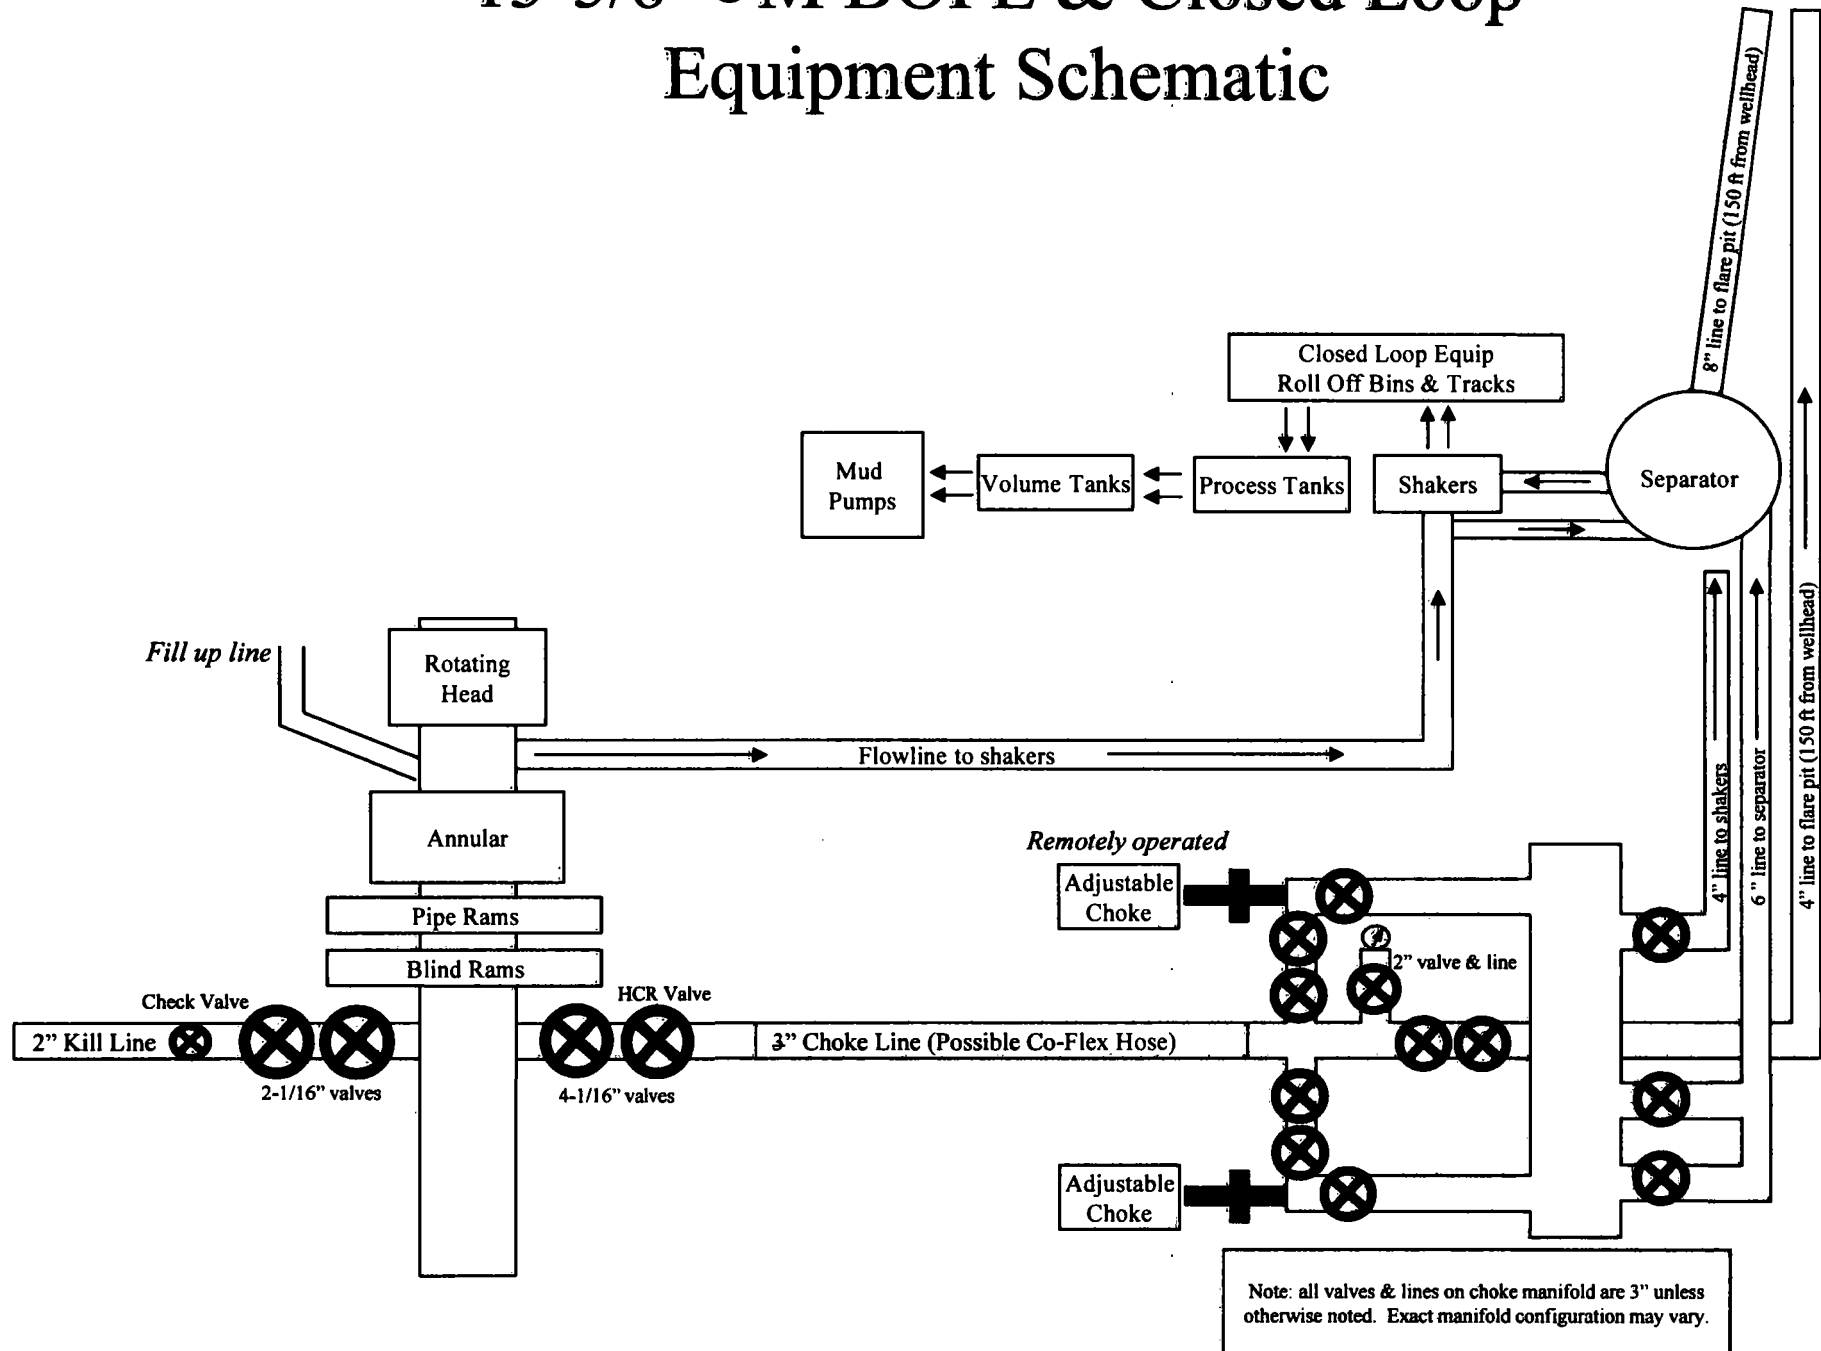 BOPE & Closed Loop
Equipment Schematic
8" line to flare pit (150 ft from wellhead)
Closed Loop Equip
Roll Off Bins & Tracks
Mud
Pumps
Volume Tanks
Process Tanks
Shakers
Separator
Fill up line
Rotating
Head
Flowline to shakers
Annular
Pipe Rams
Blind Rams
Check Valve
HCR Valve
2" Kill Line
3" Choke Line (Possible Co-Flex Hose)
2-1/16" valves
4-1/16" valves
Remotely operated
Adjustable
Choke
2" valve & line
Adjustable
Choke
4" line to shakers
6" line to separator
4" line to flare pit (150 ft from wellhead)
Note: all valves & lines on choke manifold are 3" unless
otherwise noted. Exact manifold configuration may vary.